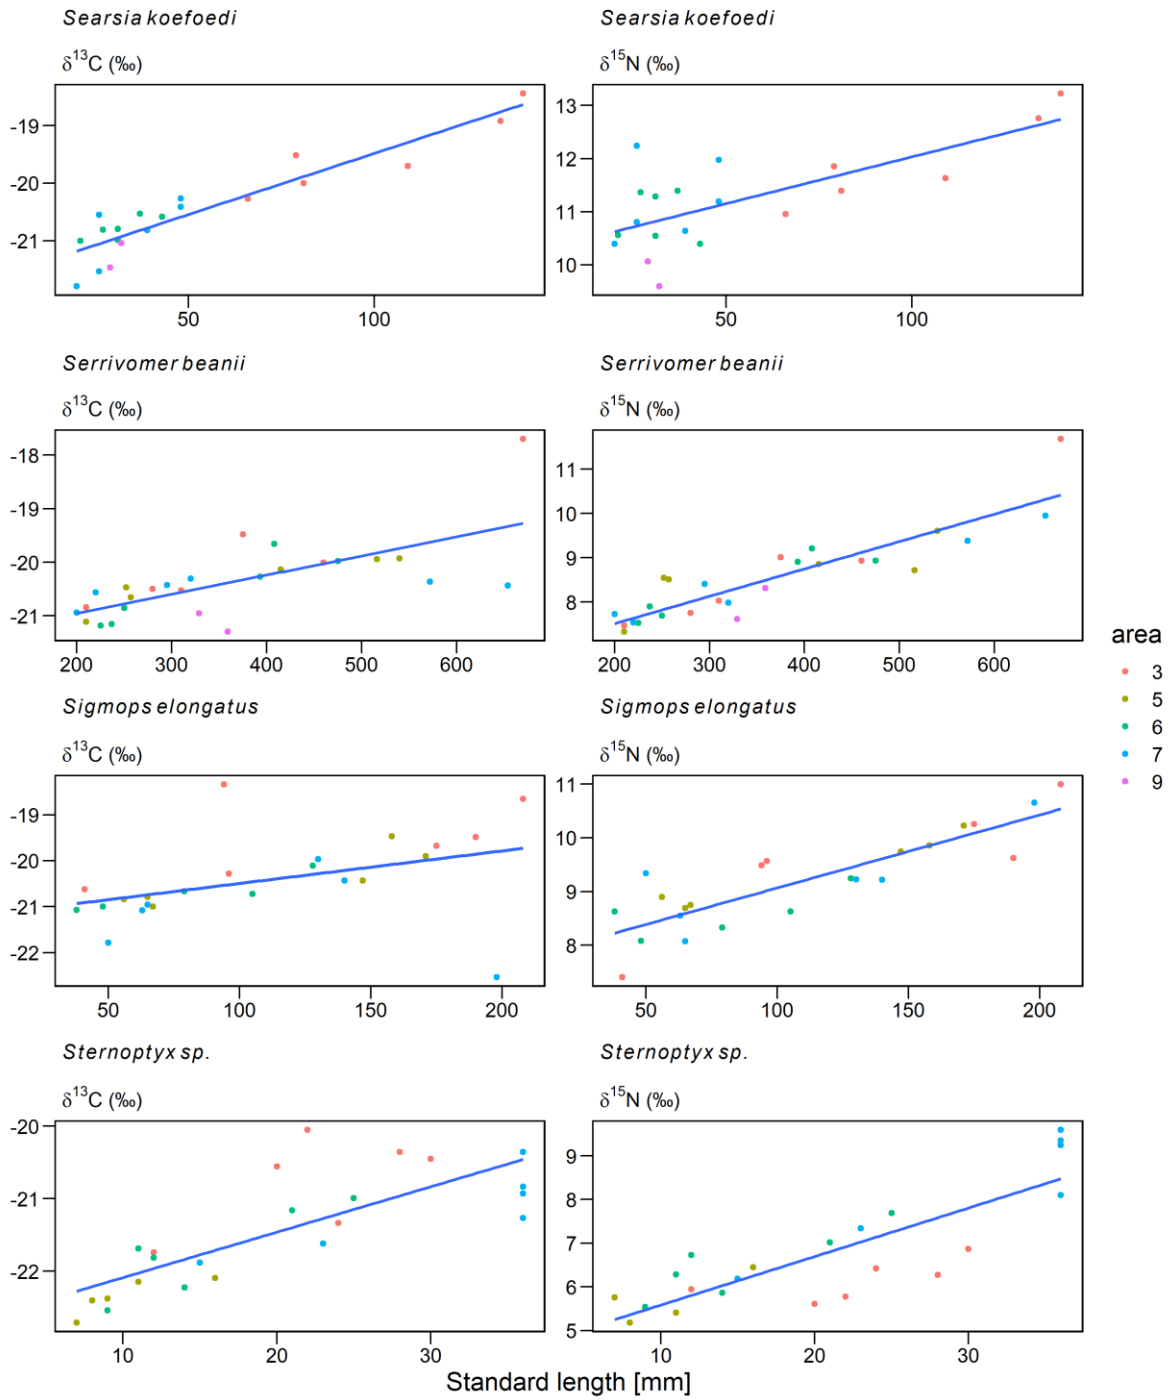 Searsia koefoedi
δ13C (‰)
-19
-20
-21
50 100
Searsia koefoedi
δ15N (‰)
13
12
11
10
50 100
Serrivomer beanii
δ13C (‰)
-18
-19
-20
-21
200 300 400 500 600
Serrivomer beanii
δ15N (‰)
11
10
9
8
200 300 400 500 600
Sigmops elongatus
δ13C (‰)
-19
-20
-21
-22
50 100 150 200
Sigmops elongatus
δ15N (‰)
11
10
9
8
50 100 150 200
Sternoptyx sp.
δ13C (‰)
-20
-21
-22
10 20 30
Sternoptyx sp.
δ15N (‰)
9
8
7
6
5
10 20 30
Standard length [mm]
area
3
5
6
7
9